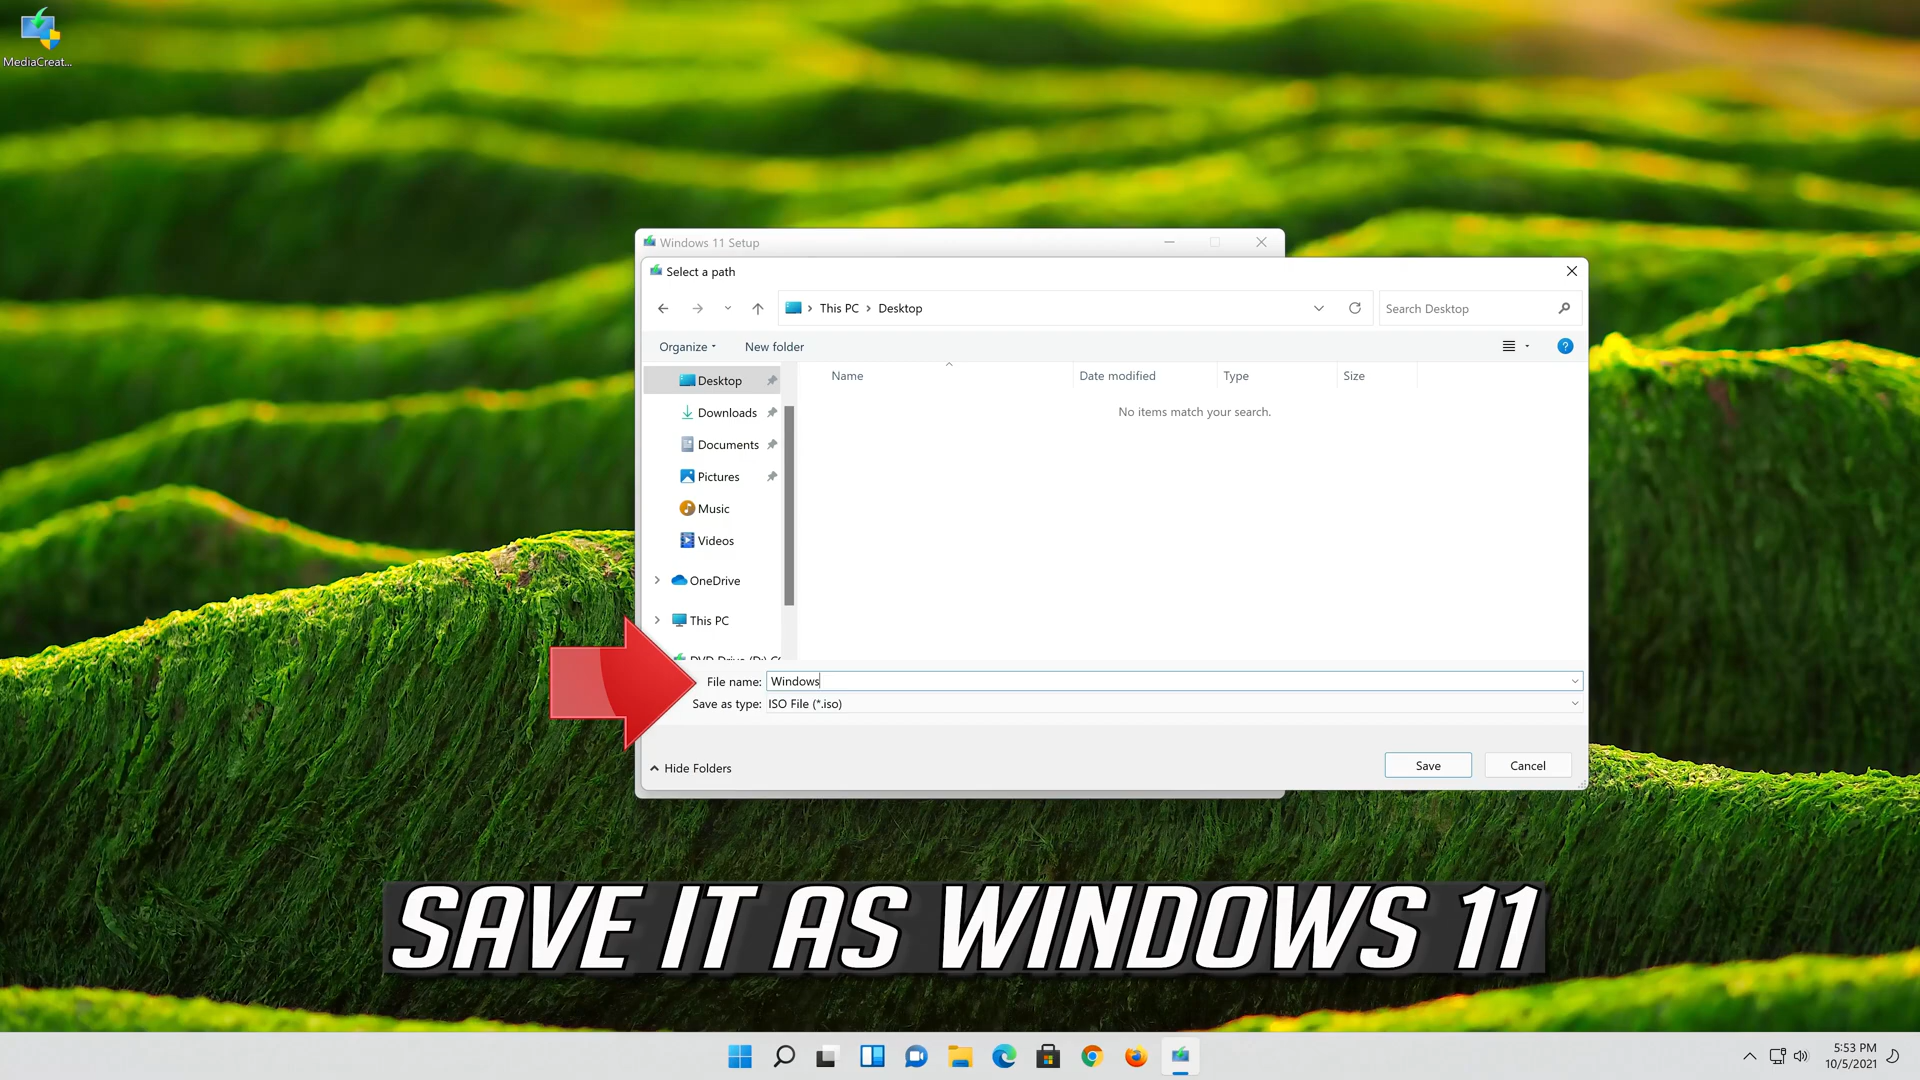 MediaCreat...
Windows 11 Setup
Select a path
This PC
Desktop
Search Desktop
Organize
New folder
Name
Date modified
Type
Size
No items match your search.
Desktop
Downloads
Documents
Pictures
Music
Videos
OneDrive
This PC
File name: Windows
Save as type: ISO File (*.iso)
Hide Folders
Save
Cancel
SAVE IT AS WINDOWS 11
5:53 PM
10/5/2021